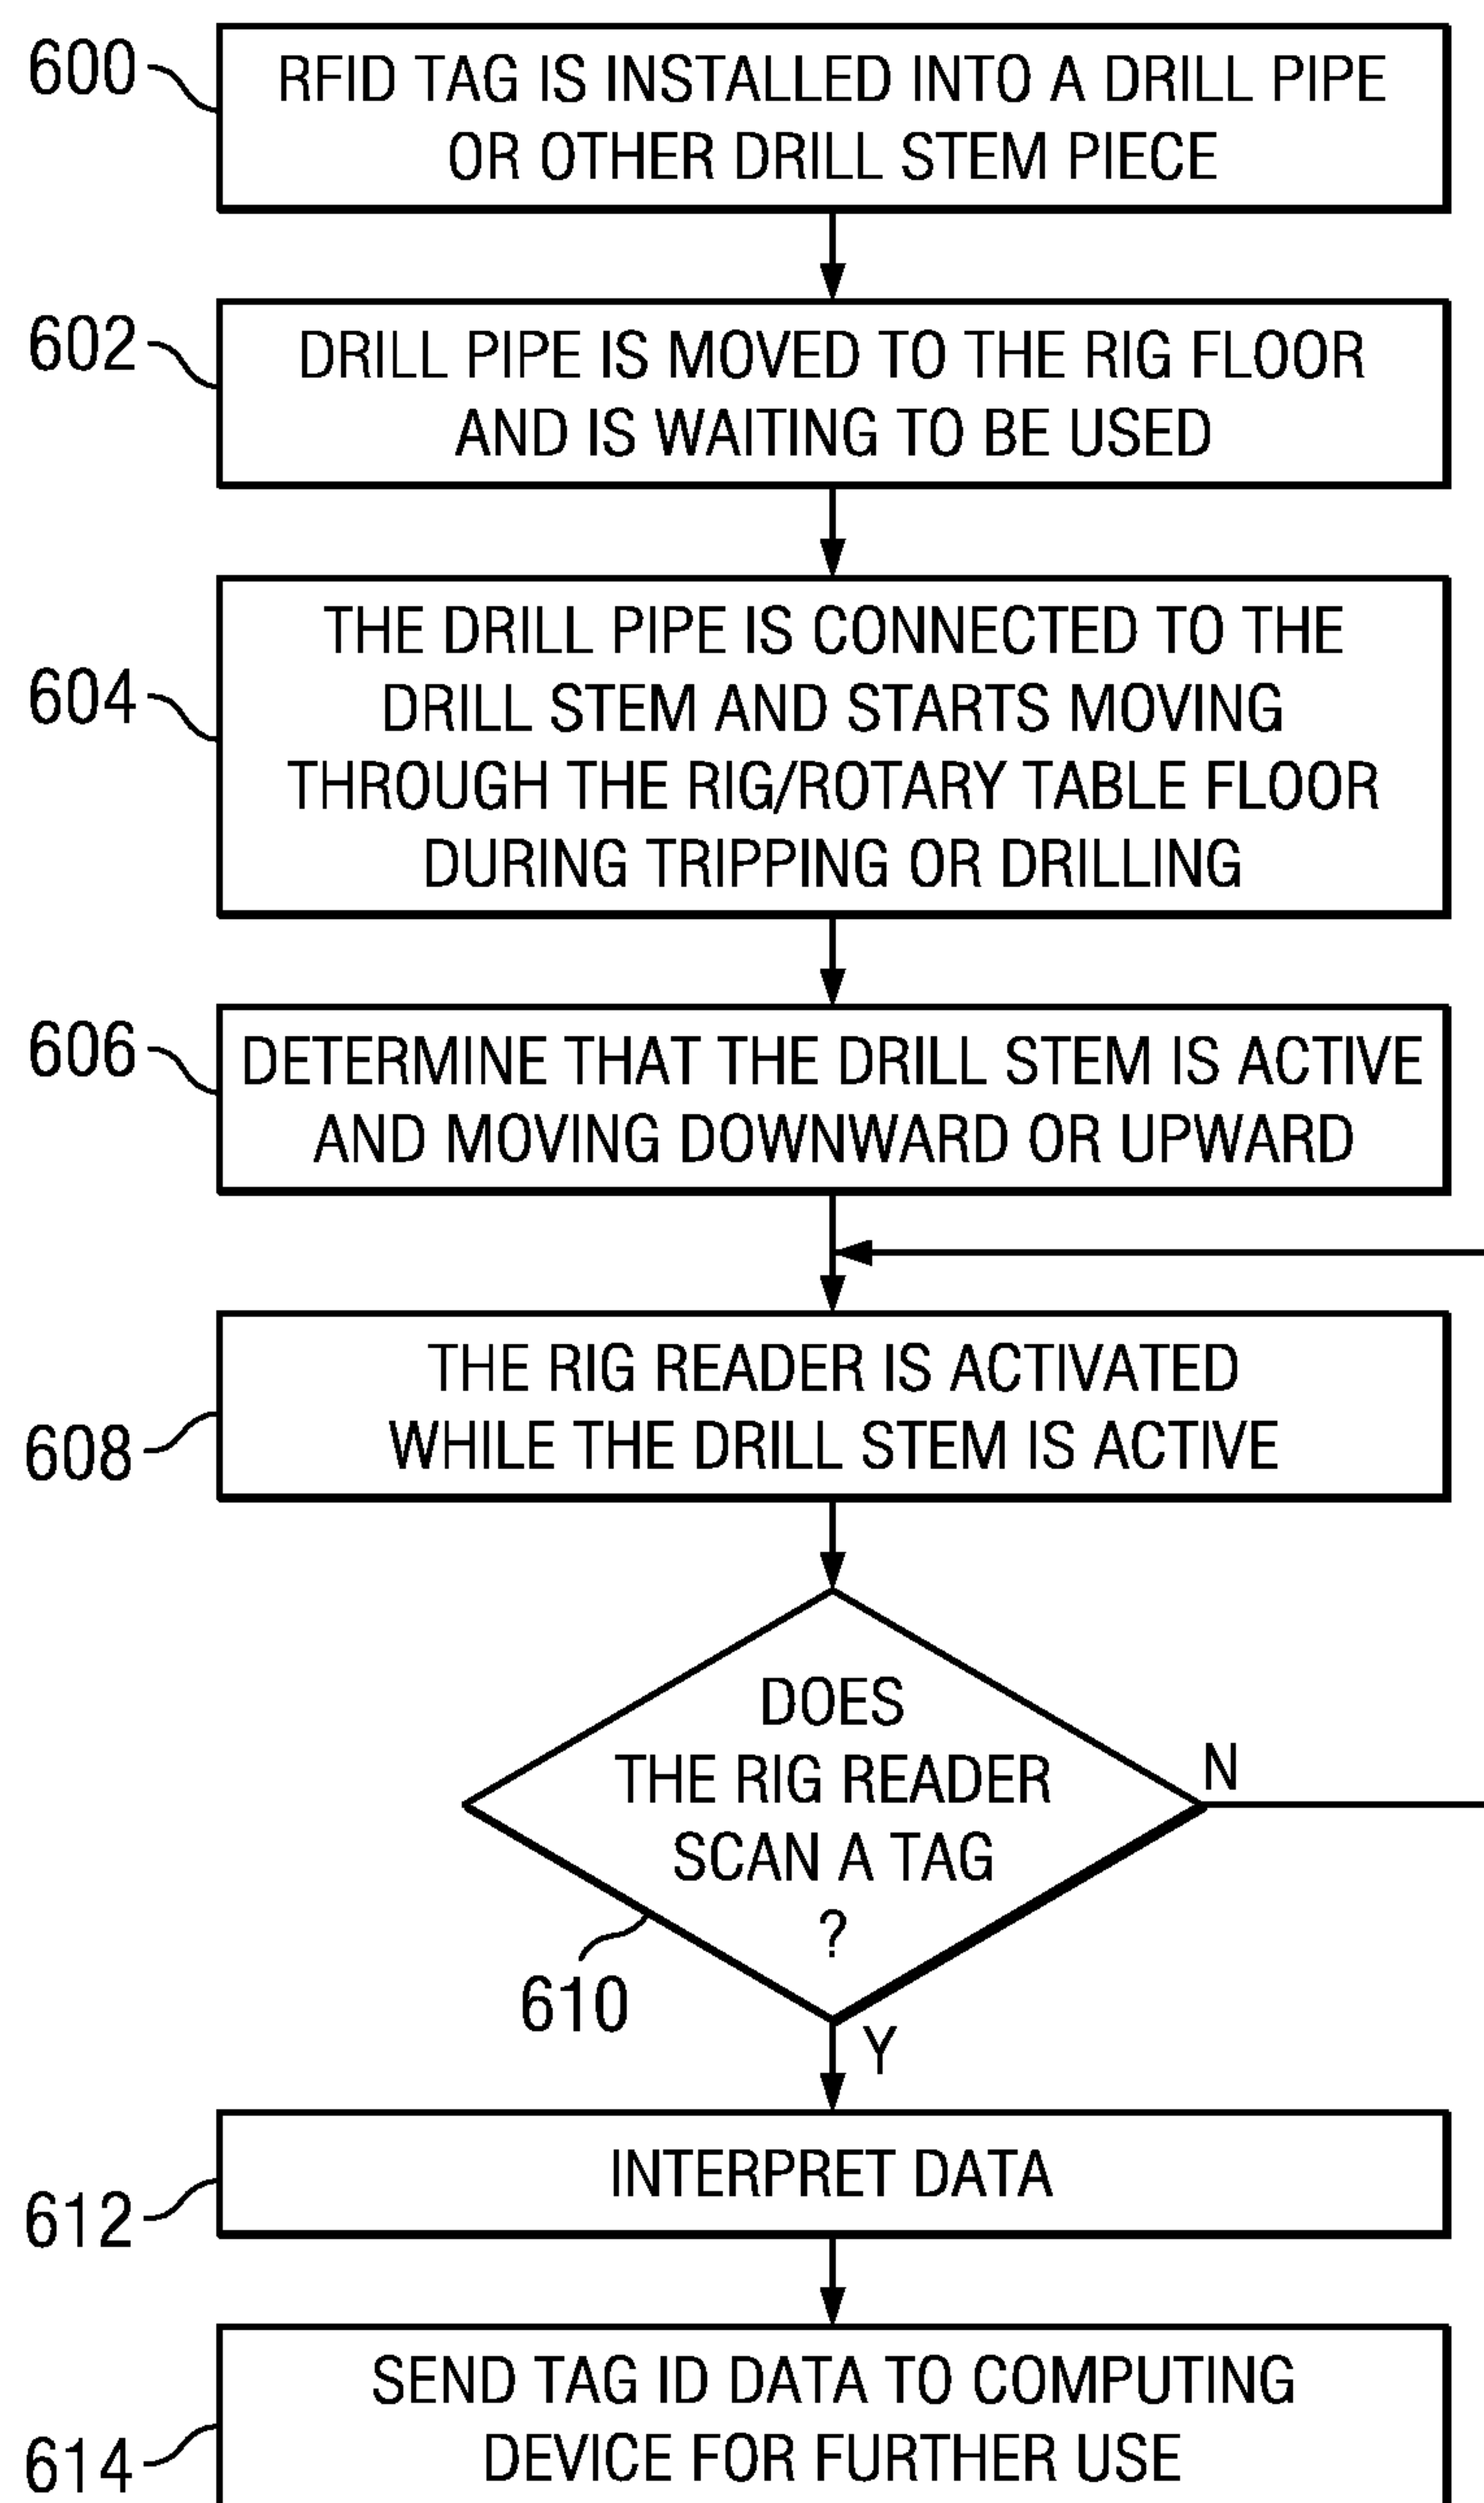 600
RFID TAG IS INSTALLED INTO A DRILL PIPE
OR OTHER DRILL STEM PIECE
602
DRILL PIPE IS MOVED TO THE RIG FLOOR
AND IS WAITING TO BE USED
604
THE DRILL PIPE IS CONNECTED TO THE
DRILL STEM AND STARTS MOVING
THROUGH THE RIG/ROTARY TABLE FLOOR
DURING TRIPPING OR DRILLING
606
DETERMINE THAT THE DRILL STEM IS ACTIVE
AND MOVING DOWNWARD OR UPWARD
608
THE RIG READER IS ACTIVATED
WHILE THE DRILL STEM IS ACTIVE
DOES
THE RIG READER
SCAN A TAG
?
N
610
Y
612
INTERPRET DATA
614
SEND TAG ID DATA TO COMPUTING
DEVICE FOR FURTHER USE